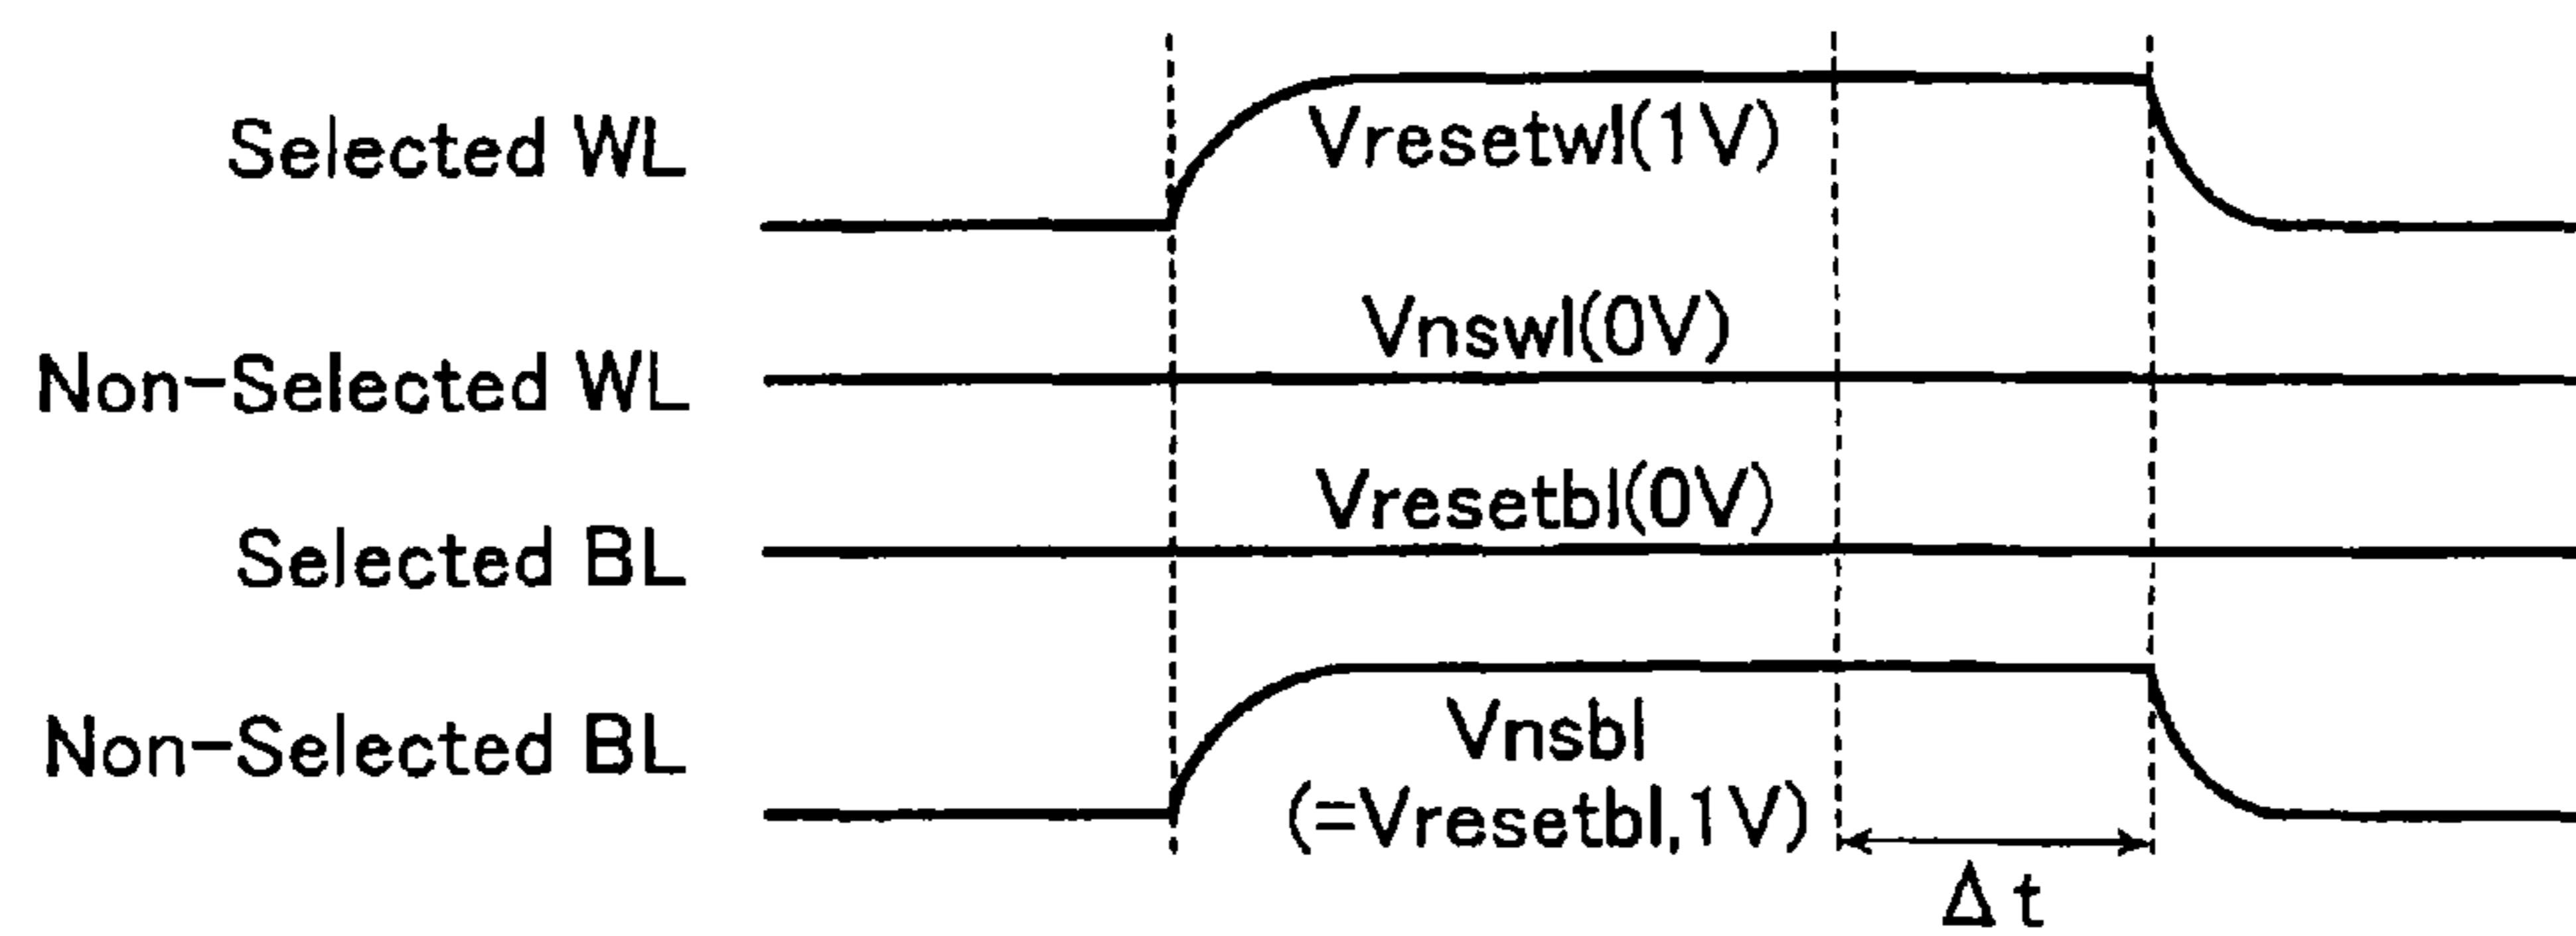 Selected WL
Vresetwl(1V)
Non-Selected WL
Vnswl(0V)
Selected BL
Vresetbl(0V)
Non-Selected BL
Vnsbl
(=Vresetbl,1V)
Δt